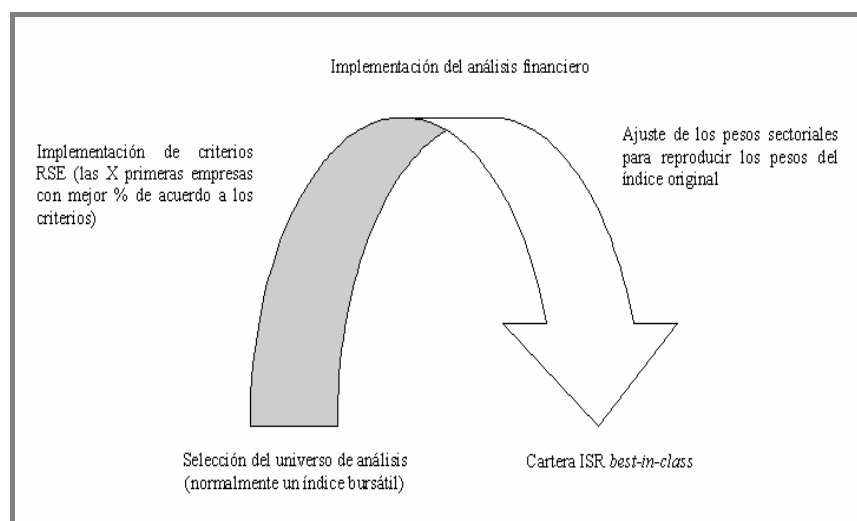 Implementación del análisis financiero
Implementación de criterios
RSE (las X primeras empresas
con mejor % de acuerdo a los
criterios)
Ajuste de los pesos sectoriales
para reproducir los pesos del
índice original
Selección del universo de análisis
(normalmente un índice bursátil)
Cartera ISR best-in-class